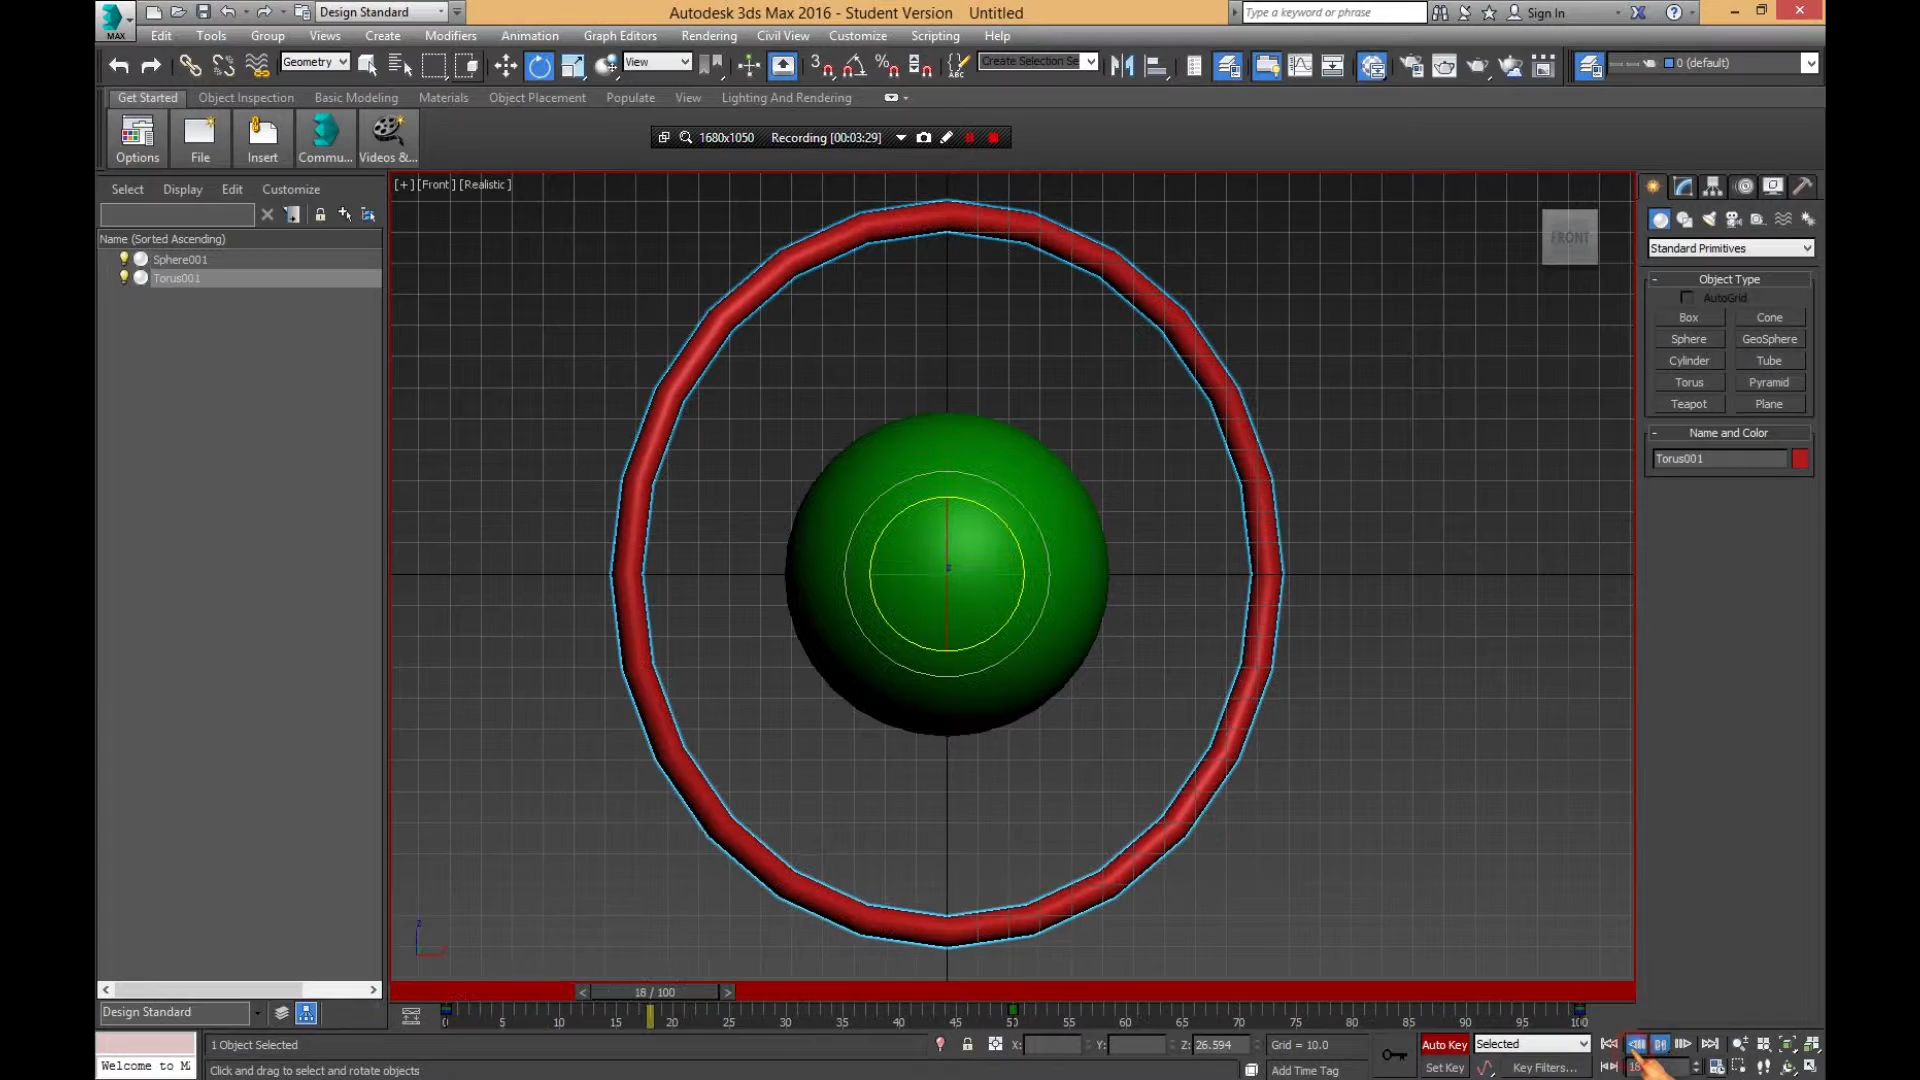 MAX
Design Standard
Autodesk 3ds Max 2016 - Student Version Untitled
Type a keyword or phrase
Sign In
Edit Tools Group Views Create Modifiers Animation Graph Editors Rendering Civil View Customize Scripting Help
Geometry
View
Create Selection Se
0 (default)
Get Started Object Inspection Basic Modeling Materials Object Placement Populate View Lighting And Rendering
Options File Insert Commu... Videos &...
1680x1050 Recording [00:03:29]
Select Display Edit Customize
[+] [Front] [Realistic]
FRONT
Name (Sorted Ascending)
Sphere001
Torus001
Standard Primitives
- Object Type
AutoGrid
Box Cone
Sphere GeoSphere
Cylinder Tube
Torus Pyramid
Teapot Plane
- Name and Color
Torus001
< 18 / 100 >
Design Standard
0 5 10 15 20 25 30 35 40 45 50 55 60 65 70 75 80 85 90 95 100
1 Object Selected
X: Y: Z: 26.594 Grid = 10.0
Auto Key Selected
Welcome to M
Click and drag to select and rotate objects
Add Time Tag
Set Key Key Filters...
18